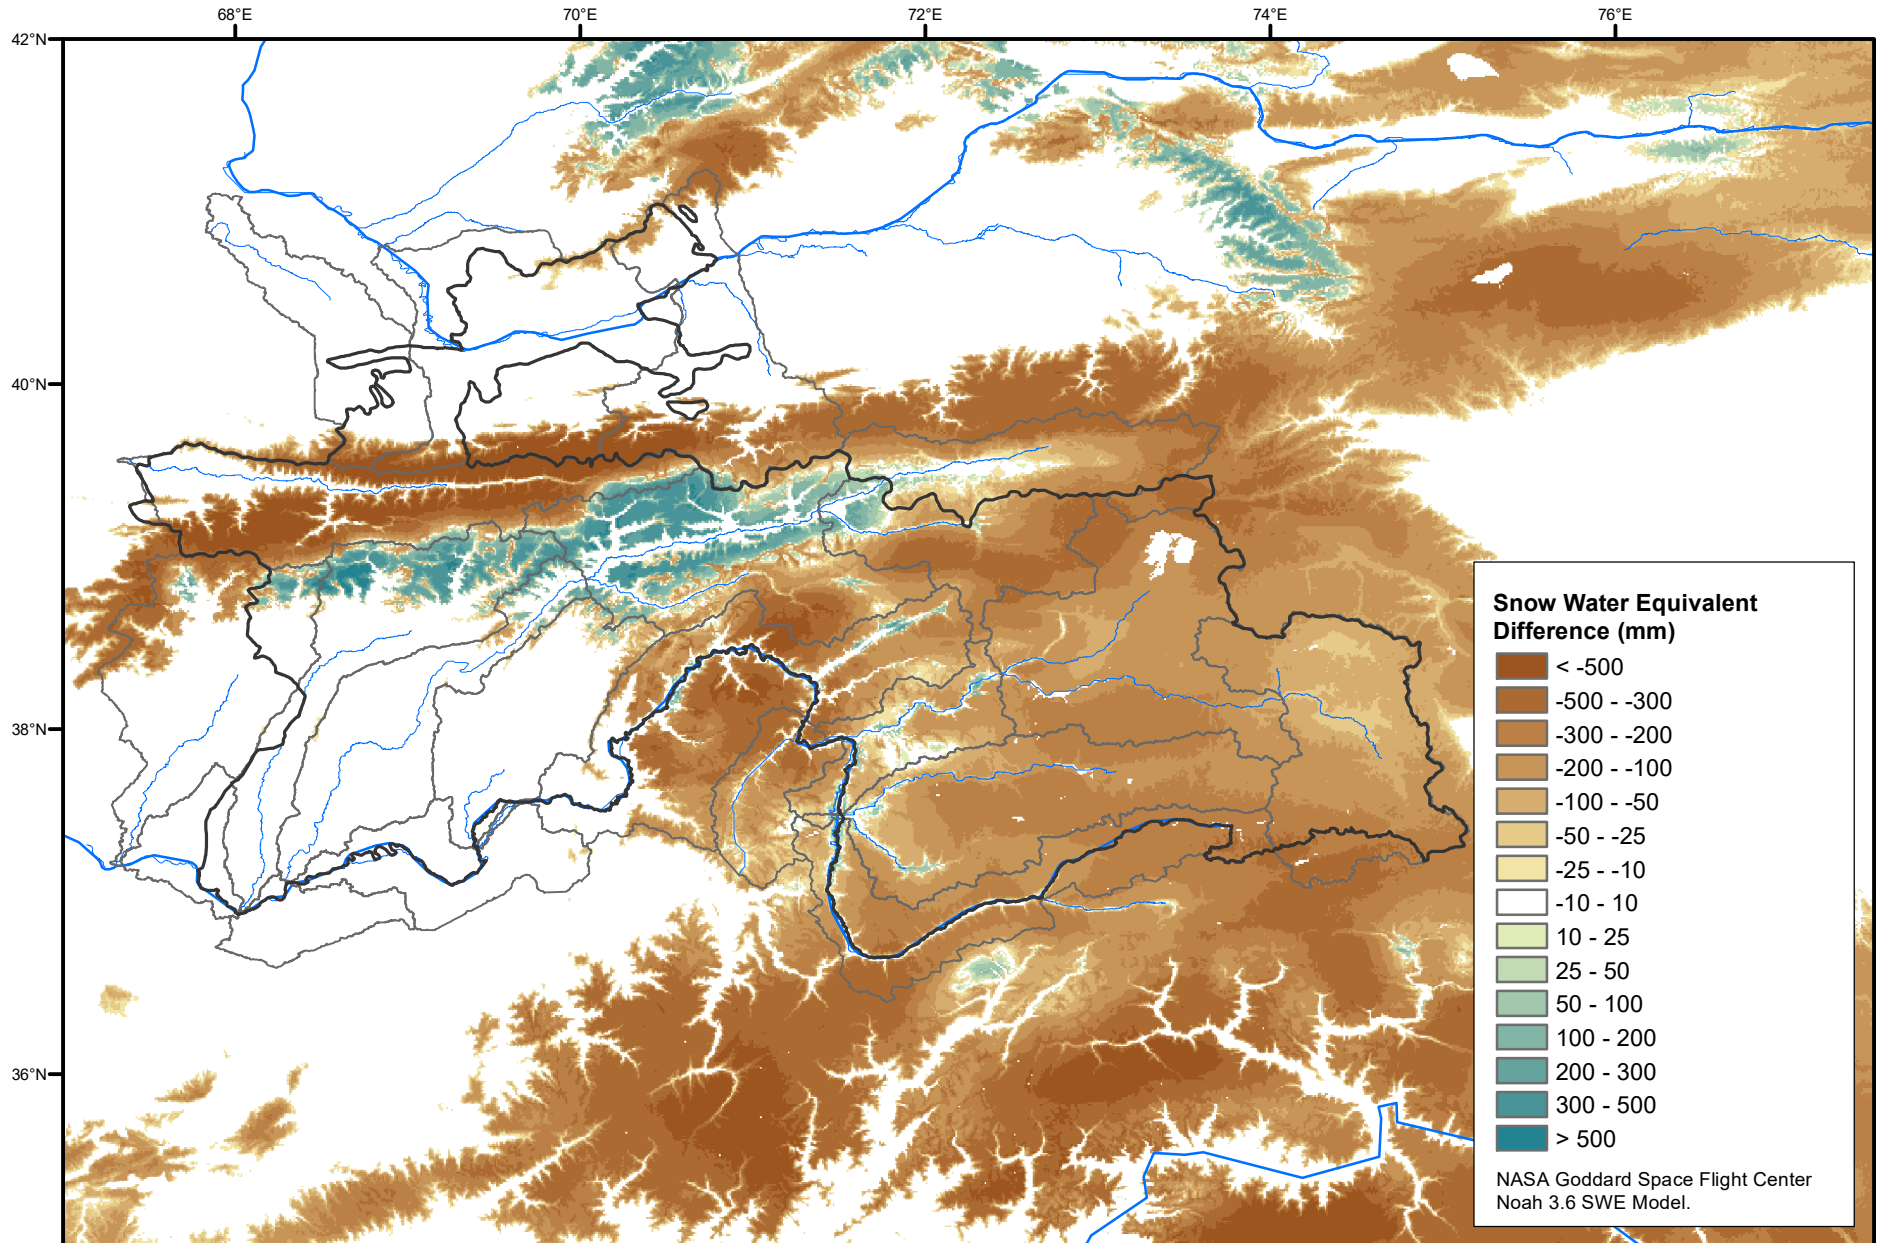 68°E
70°E
72°E
74°E
76°E
42°N
40°N
38°N
36°N
Snow Water Equivalent
Difference (mm)
< -500
-500 - -300
-300 - -200
-200 - -100
-100 - -50
-50 - -25
-25 - -10
-10 - 10
10 - 25
25 - 50
50 - 100
100 - 200
200 - 300
300 - 500
> 500
NASA Goddard Space Flight Center
Noah 3.6 SWE Model.